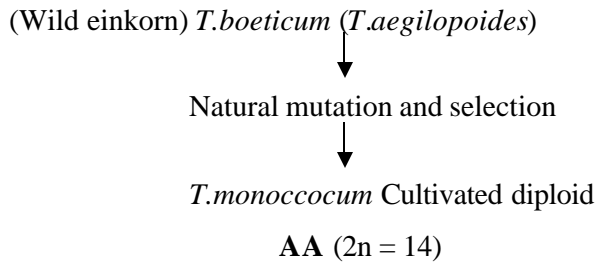 (Wild einkorn) T.boeticum (T.aegilopoides)
Natural mutation and selection
T.monoccocum Cultivated diploid
AA (2n = 14)